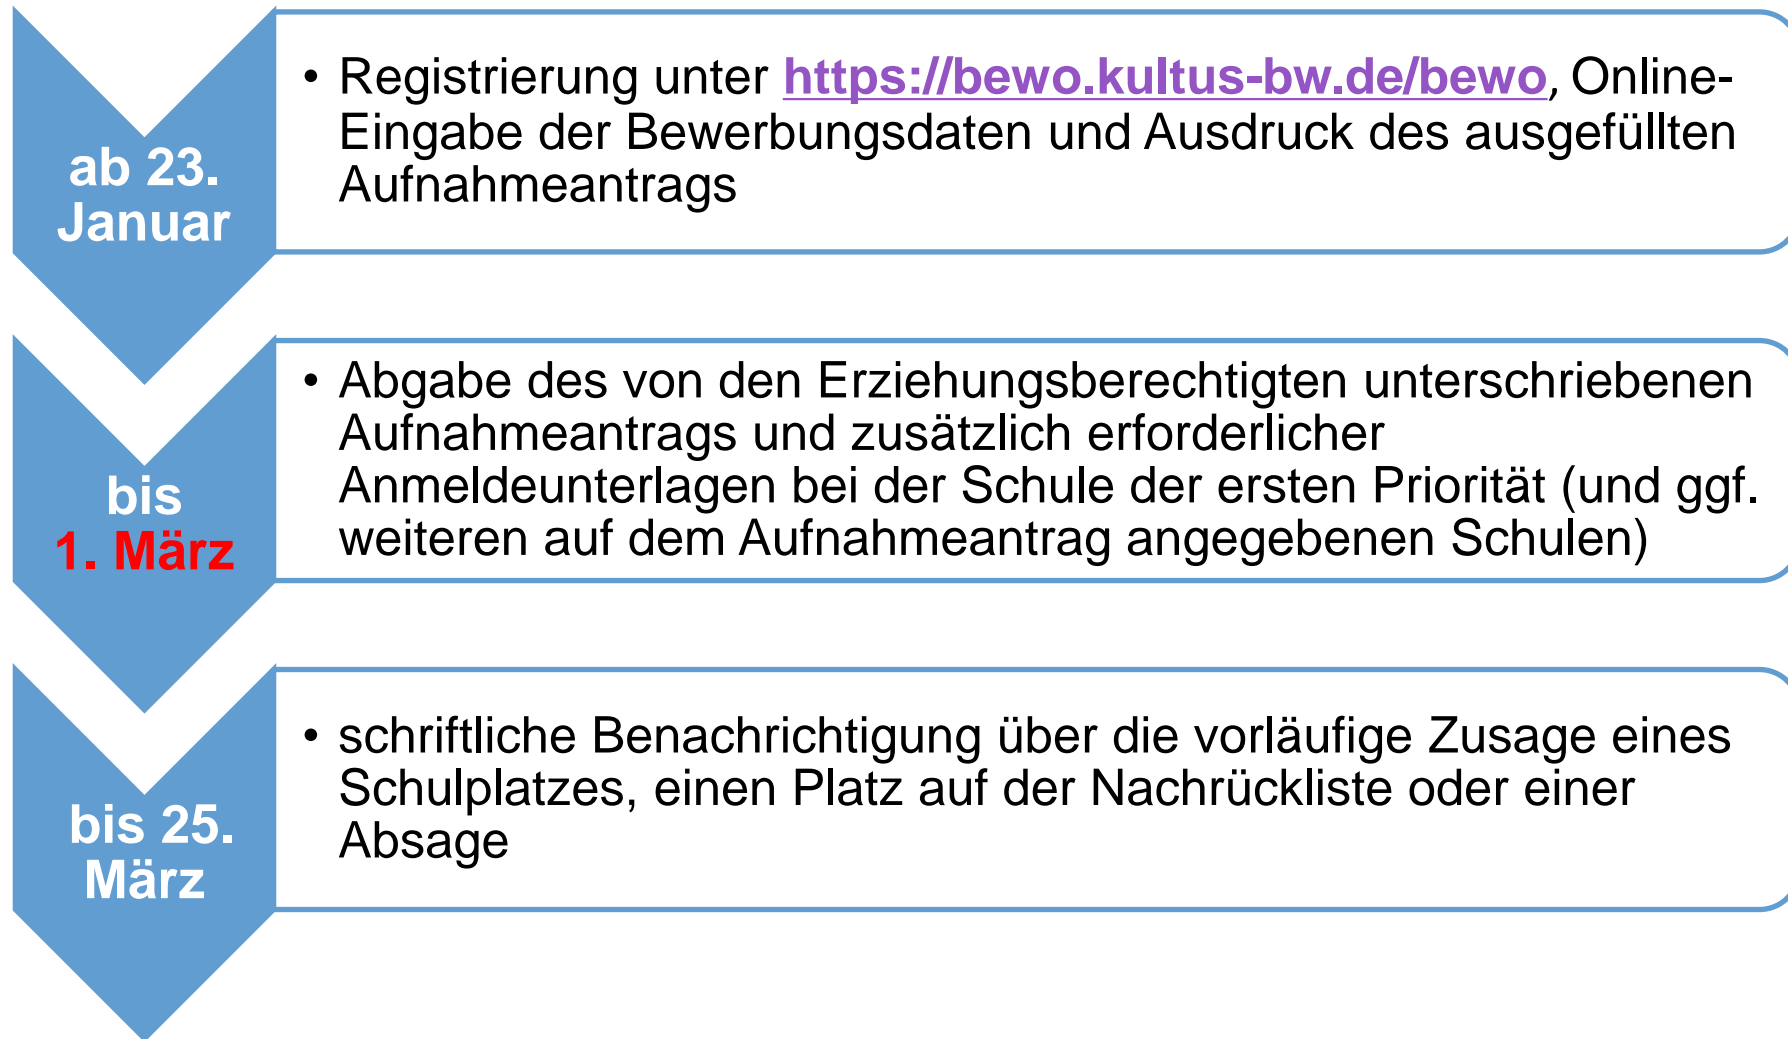 ab 23.
Januar
• Registrierung unter https://bewo.kultus-bw.de/bewo, Online-
Eingabe der Bewerbungsdaten und Ausdruck des ausgefüllten
Aufnahmeantrags
bis
1. März
• Abgabe des von den Erziehungsberechtigten unterschriebenen
Aufnahmeantrags und zusätzlich erforderlicher
Anmeldeunterlagen bei der Schule der ersten Priorität (und ggf.
weiteren auf dem Aufnahmeantrag angegebenen Schulen)
bis 25.
März
• schriftliche Benachrichtigung über die vorläufige Zusage eines
Schulplatzes, einen Platz auf der Nachrückliste oder einer
Absage